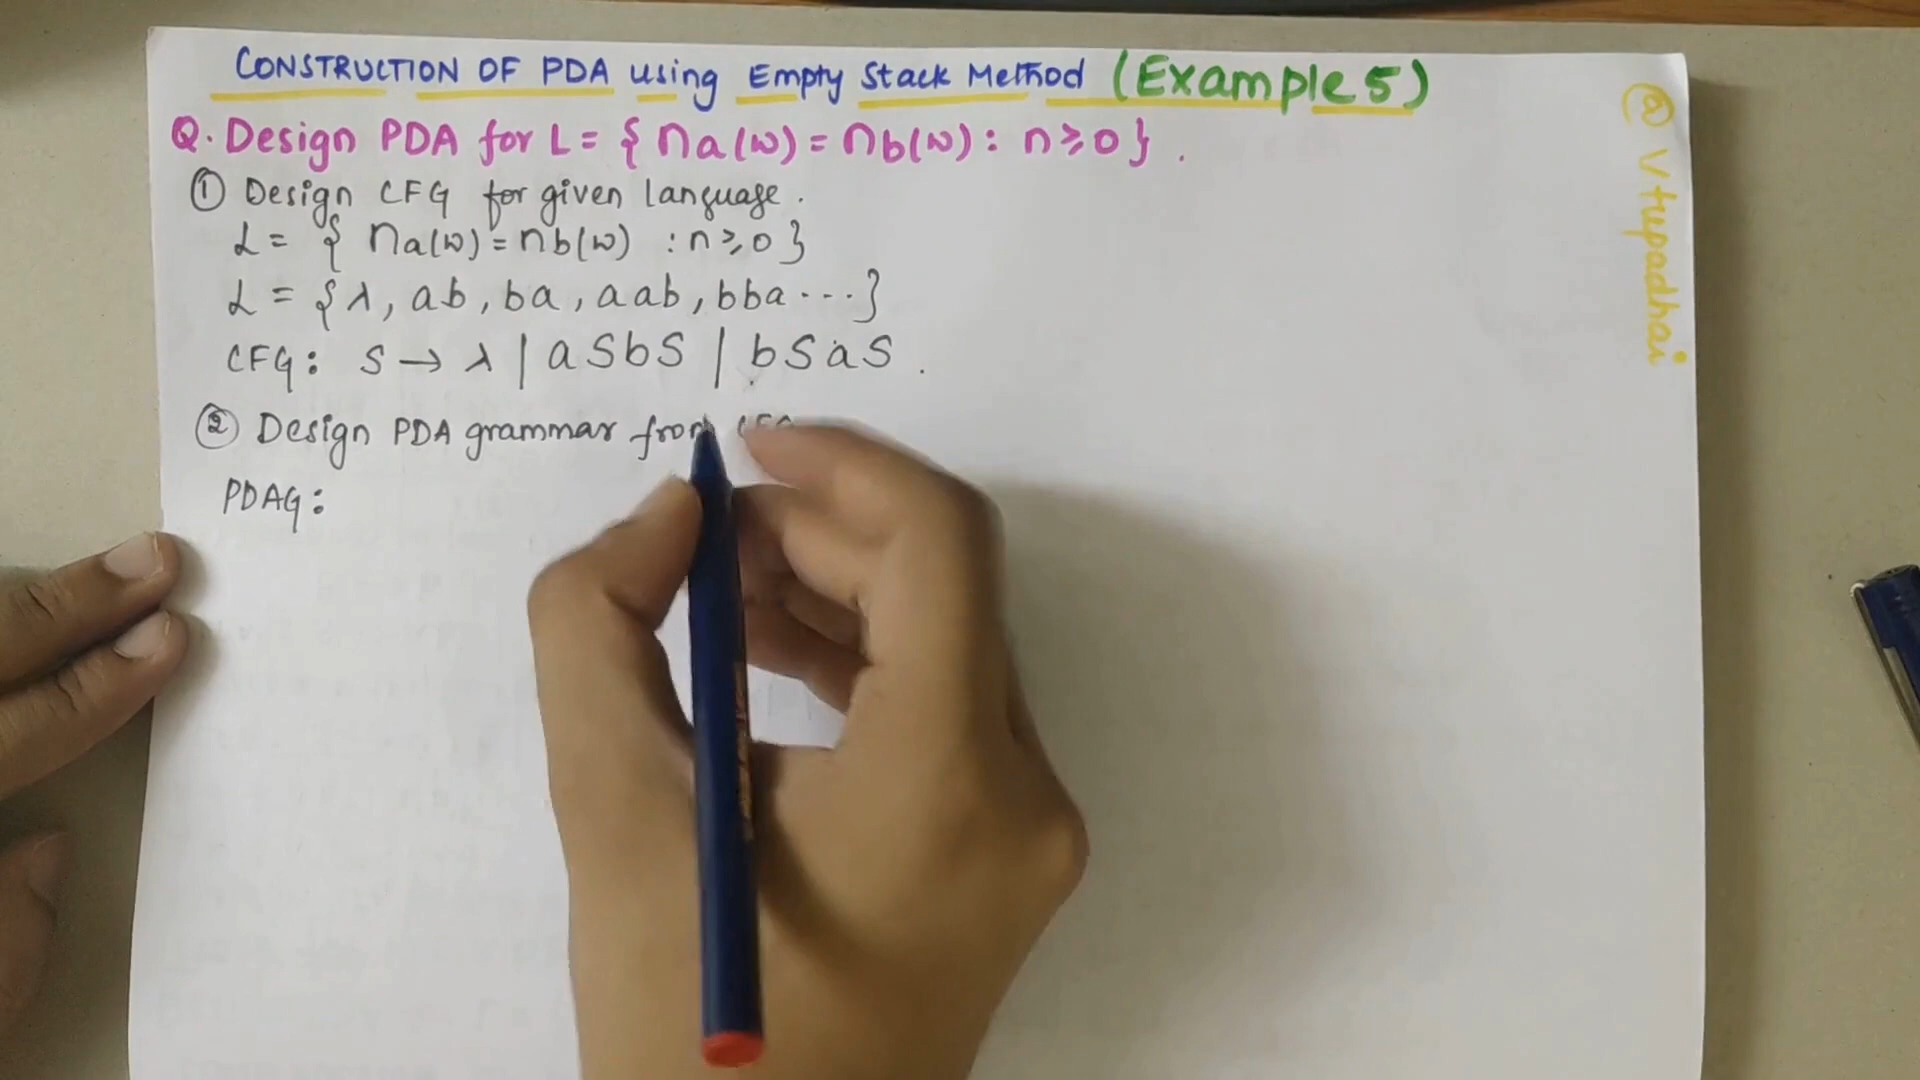 CONSTRUCTION OF PDA using Empty Stack Method (Example 5)
Q. Design PDA for L = { na(w) = nb(w) : n ≥ 0 } .
① Design CFG for given language .
L = { na(w) = nb(w) : n ≥ 0 }
L = { λ, ab, ba, aab, bba ... }
CFG: S → λ | aSbS | bSaS .
② Design PDA grammar from CFG
PDAG :
@ Vtupadhai